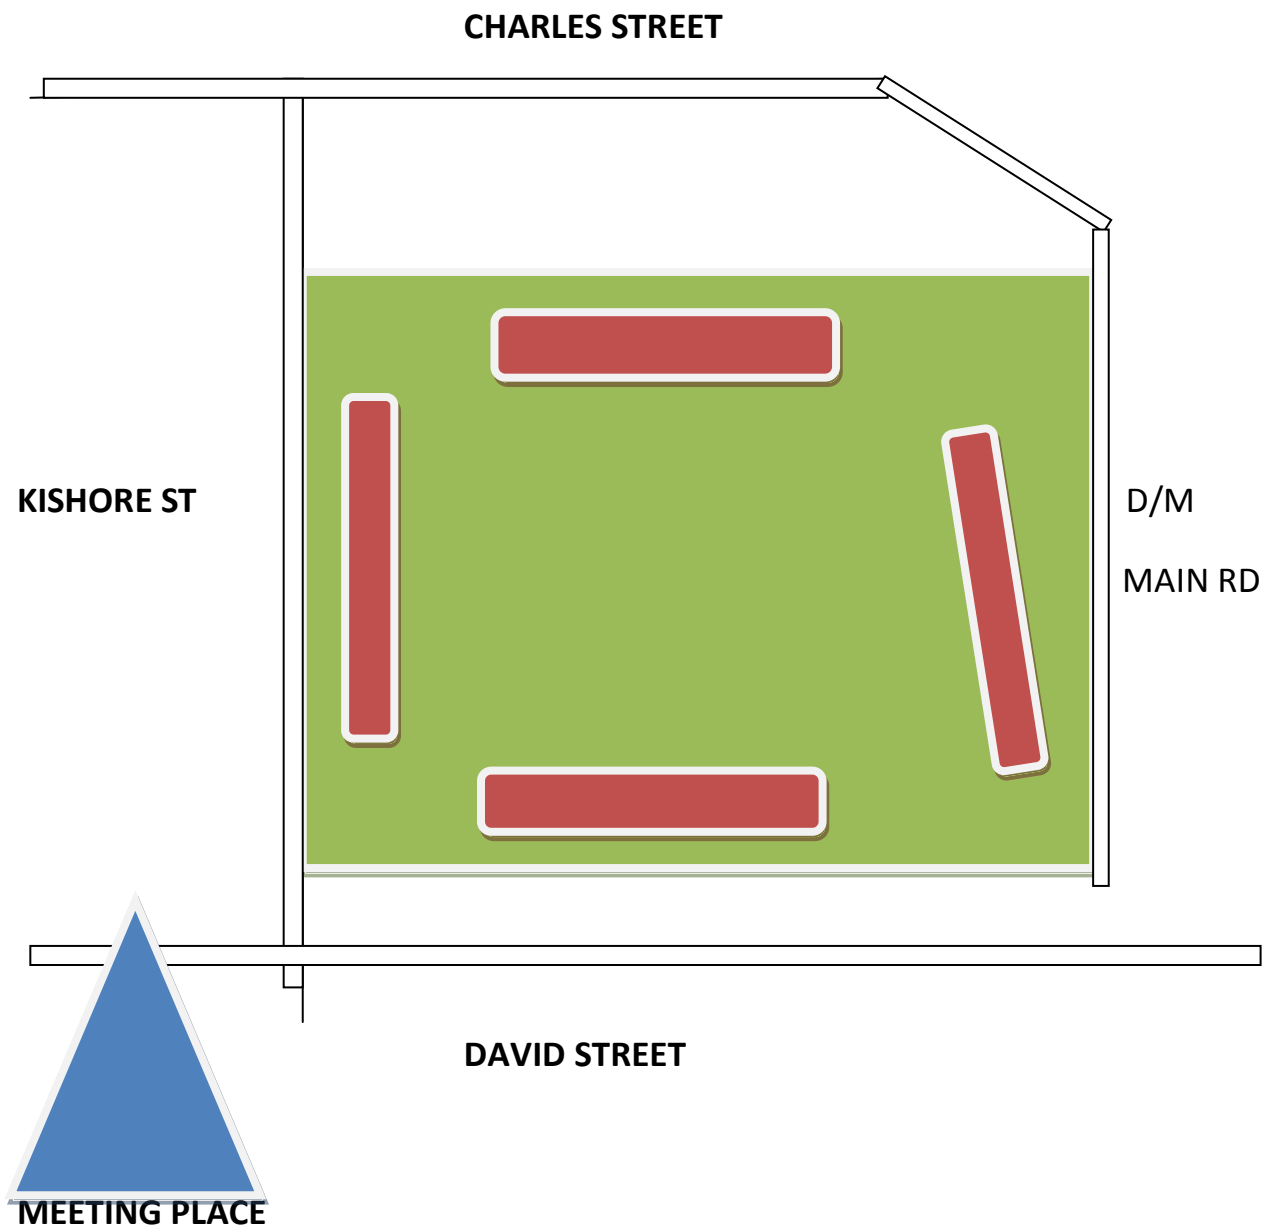 CHARLES STREET
KISHORE ST
D/M
MAIN RD
DAVID STREET
MEETING PLACE